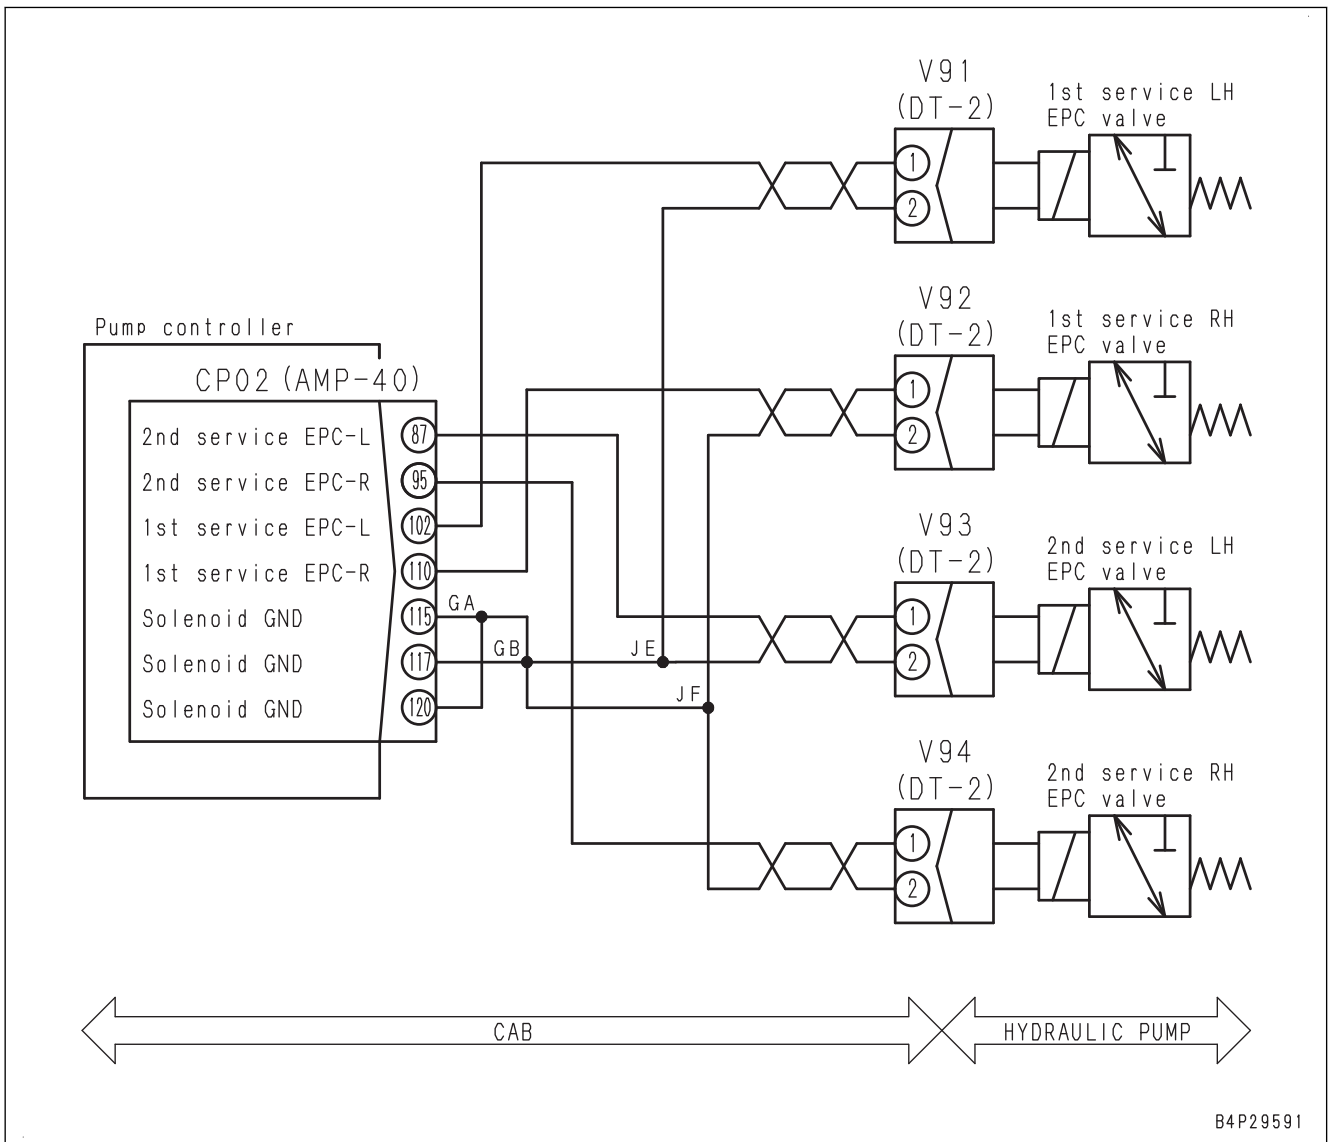 V91
(DT-2)
1st service LH
EPC valve
1
2
V92
(DT-2)
1st service RH
EPC valve
1
2
Pump controller
CP02 (AMP-40)
2nd service EPC-L 87
2nd service EPC-R 95
1st service EPC-L 102
1st service EPC-R 110
Solenoid GND 115
Solenoid GND 117
Solenoid GND 120
GA
GB
JE
JF
V93
(DT-2)
2nd service LH
EPC valve
1
2
V94
(DT-2)
2nd service RH
EPC valve
1
2
CAB
HYDRAULIC PUMP
B4P29591